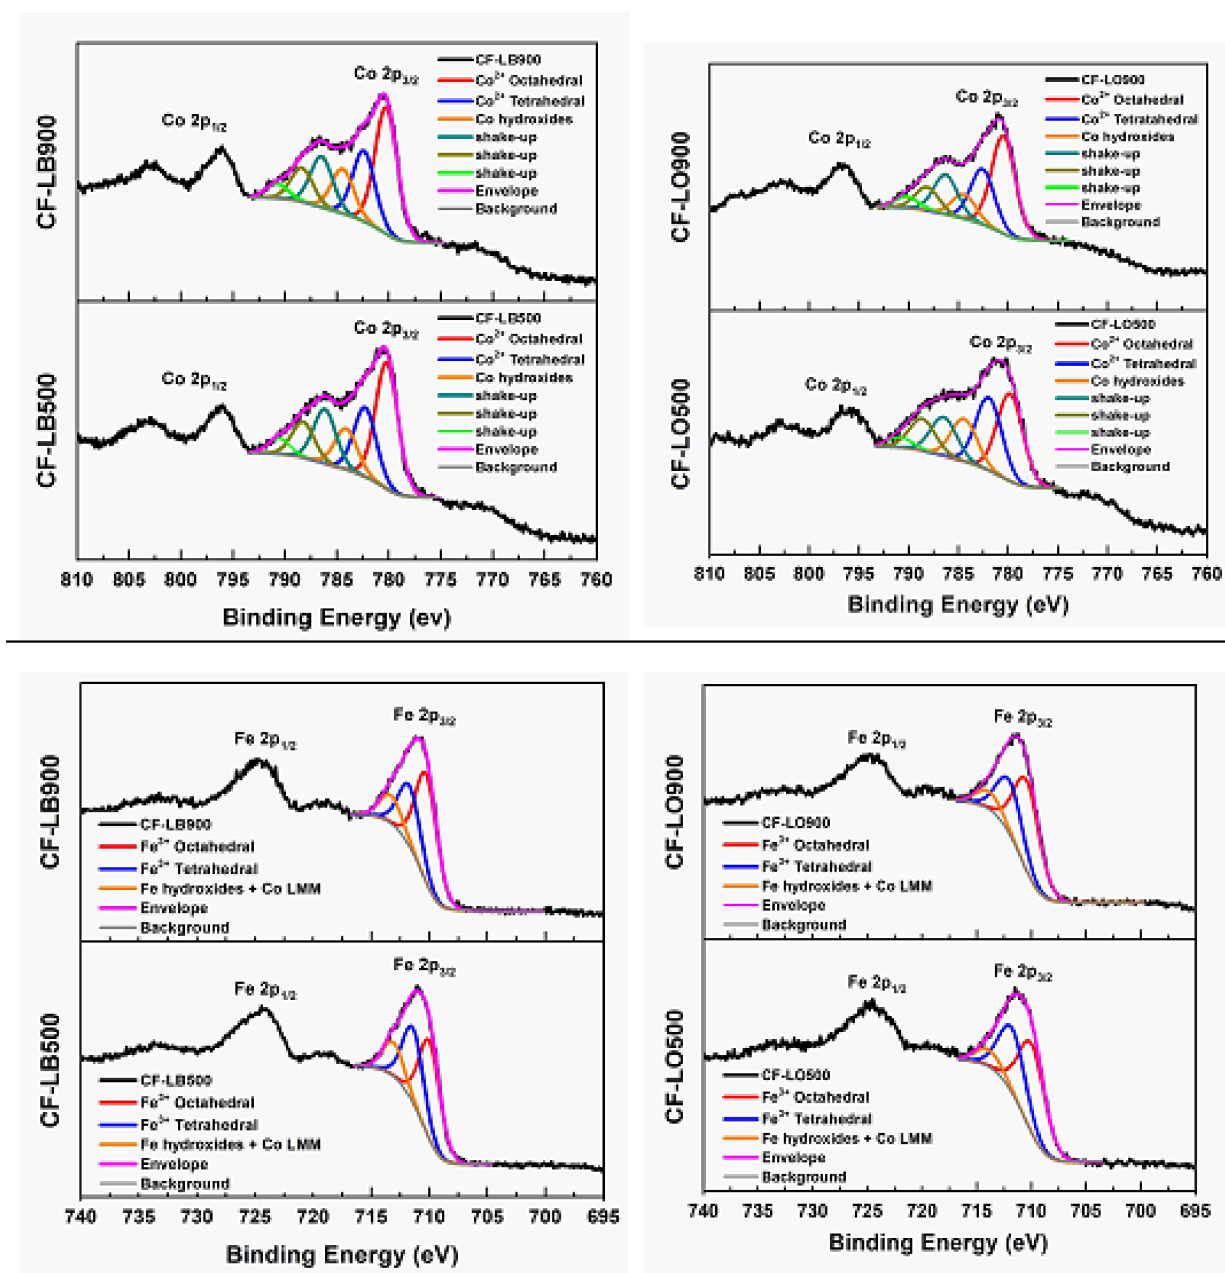 CF-LB900
Co 2p1/2
Co 2p3/2
CF-LB900
Co2+ Octahedral
Co2+ Tetrahedral
Co hydroxides
shake-up
shake-up
shake-up
Envelope
Background
CF-LB500
Co 2p1/2
Co 2p3/2
CF-LB500
Co2+ Octahedral
Co2+ Tetrahedral
Co hydroxides
shake-up
shake-up
shake-up
Envelope
Background
810 805 800 795 790 785 780 775 770 765 760
Binding Energy (ev)
CF-LO900
Co 2p1/2
Co 2p3/2
CF-LO900
Co2+ Octahedral
Co2+ Tetratahedral
Co hydroxides
shake-up
shake-up
shake-up
Envelope
Background
CF-LO500
Co 2p1/2
Co 2p3/2
CF-LO500
Co2+ Octahedral
Co2+ Tetrahedral
Co hydroxides
shake-up
shake-up
shake-up
Envelope
Background
810 805 800 795 790 785 780 775 770 765 760
Binding Energy (eV)
CF-LB900
Fe 2p1/2
Fe 2p3/2
CF-LB900
Fe3+ Octahedral
Fe3+ Tetrahedral
Fe hydroxides + Co LMM
Envelope
Background
CF-LB500
Fe 2p1/2
Fe 2p3/2
CF-LB500
Fe3+ Octahedral
Fe3+ Tetrahedral
Fe hydroxides + Co LMM
Envelope
Background
740 735 730 725 720 715 710 705 700 695
Binding Energy (eV)
CF-LO900
Fe 2p1/2
Fe 2p3/2
CF-LO900
Fe3+ Octahedral
Fe3+ Tetrahedral
Fe hydroxides + Co LMM
Envelope
Background
CF-LO500
Fe 2p1/2
Fe 2p3/2
CF-LO500
Fe3+ Octahedral
Fe3+ Tetrahedral
Fe hydroxides + Co LMM
Envelope
Background
740 735 730 725 720 715 710 705 700 695
Binding Energy (eV)